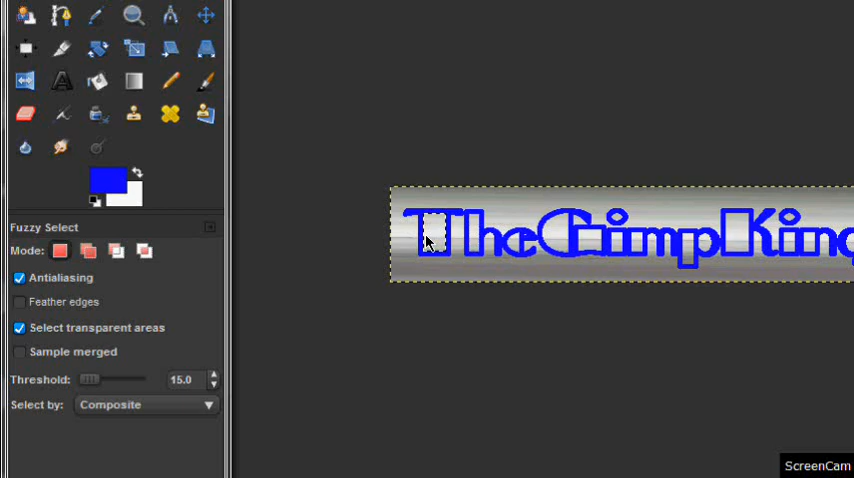 TheGimpKing
Fuzzy Select
Mode:
Antialiasing
Feather edges
Select transparent areas
Sample merged
Threshold: 15.0
Select by: Composite
ScreenCam